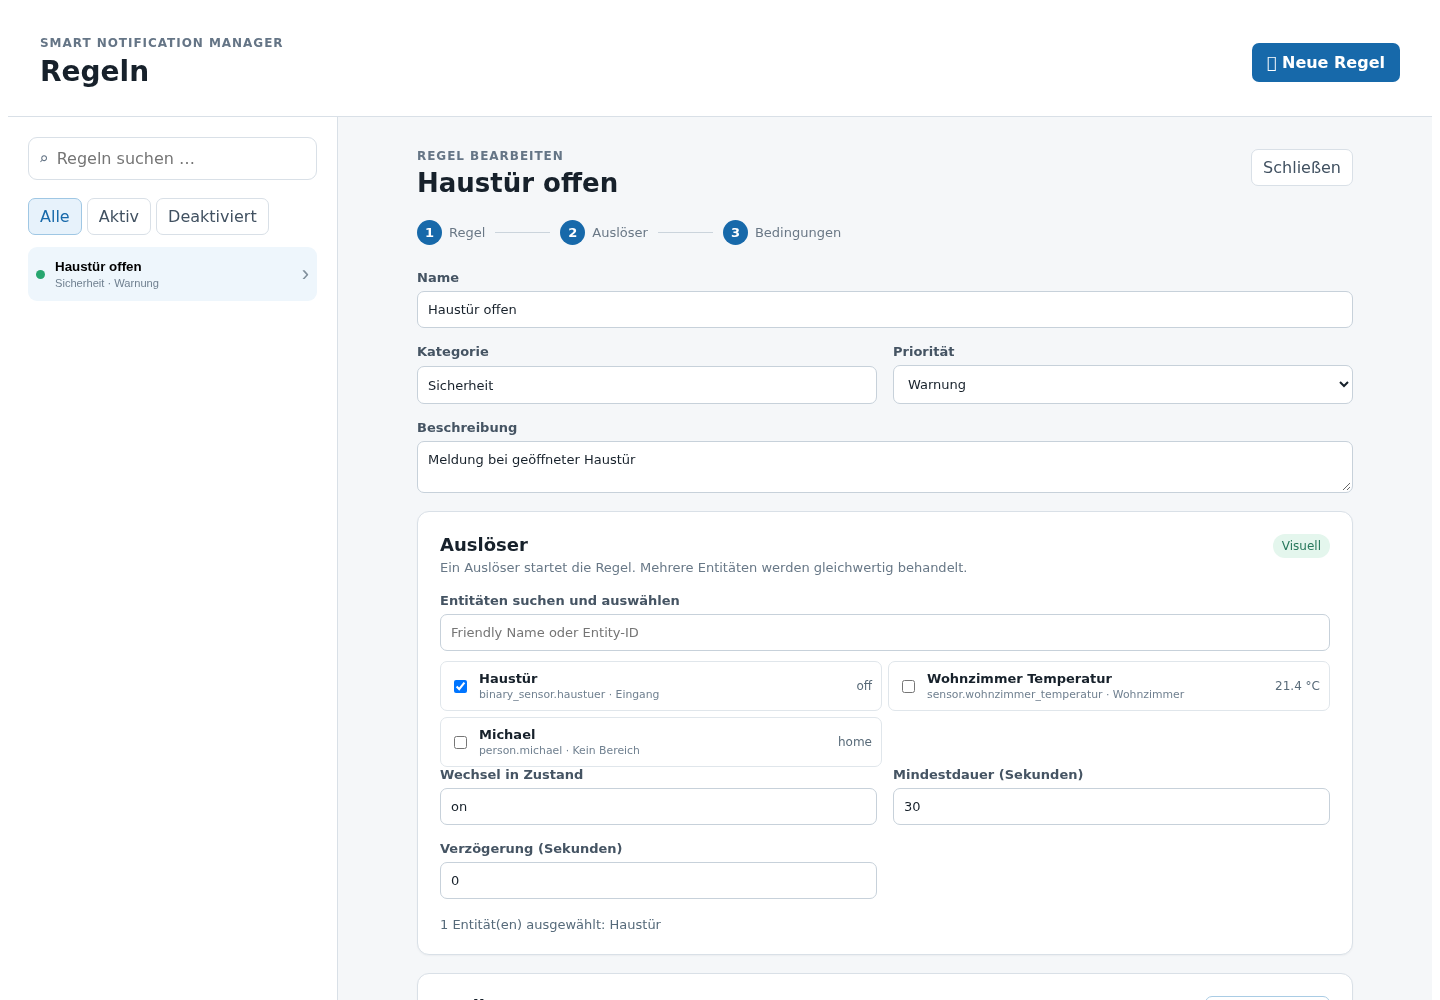 SMART NOTIFICATION MANAGER
Regeln
Neue Regel
Regeln suchen …
Alle
Aktiv
Deaktiviert
Haustür offen
Sicherheit · Warnung
REGEL BEARBEITEN
Haustür offen
Schließen
1 Regel
2 Auslöser
3 Bedingungen
Name
Haustür offen
Kategorie
Priorität
Sicherheit
Warnung
Beschreibung
Meldung bei geöffneter Haustür
Auslöser
Visuell
Ein Auslöser startet die Regel. Mehrere Entitäten werden gleichwertig behandelt.
Entitäten suchen und auswählen
Friendly Name oder Entity-ID
Haustür
binary_sensor.haustuer · Eingang
off
Wohnzimmer Temperatur
sensor.wohnzimmer_temperatur · Wohnzimmer
21.4 °C
Michael
person.michael · Kein Bereich
home
Wechsel in Zustand
Mindestdauer (Sekunden)
on
30
Verzögerung (Sekunden)
0
1 Entität(en) ausgewählt: Haustür